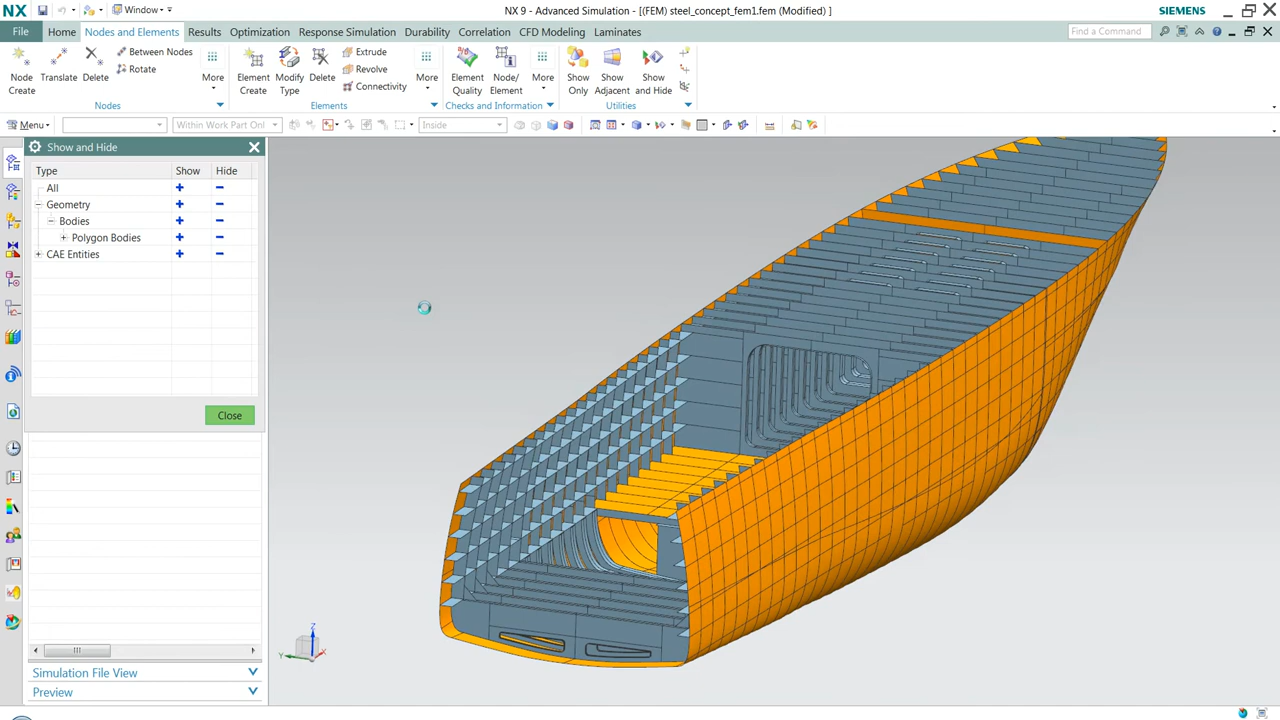 NX Window NX 9 - Advanced Simulation - [(FEM) steel_concept_fem1.fem (Modified) ] SIEMENS
File Home Nodes and Elements Results Optimization Response Simulation Durability Correlation CFD Modeling Laminates Find a Command
Node Create Translate Delete Between Nodes Rotate More Element Create Modify Type Delete Extrude Revolve Connectivity More Element Quality Node/ Element More Show Only Show Adjacent Show and Hide
Nodes Elements Checks and Information Utilities
Menu Within Work Part Onl Inside
Show and Hide
Type Show Hide
All
Geometry
Bodies
Polygon Bodies
CAE Entities
Close
Simulation File View
Preview
Z
Y X